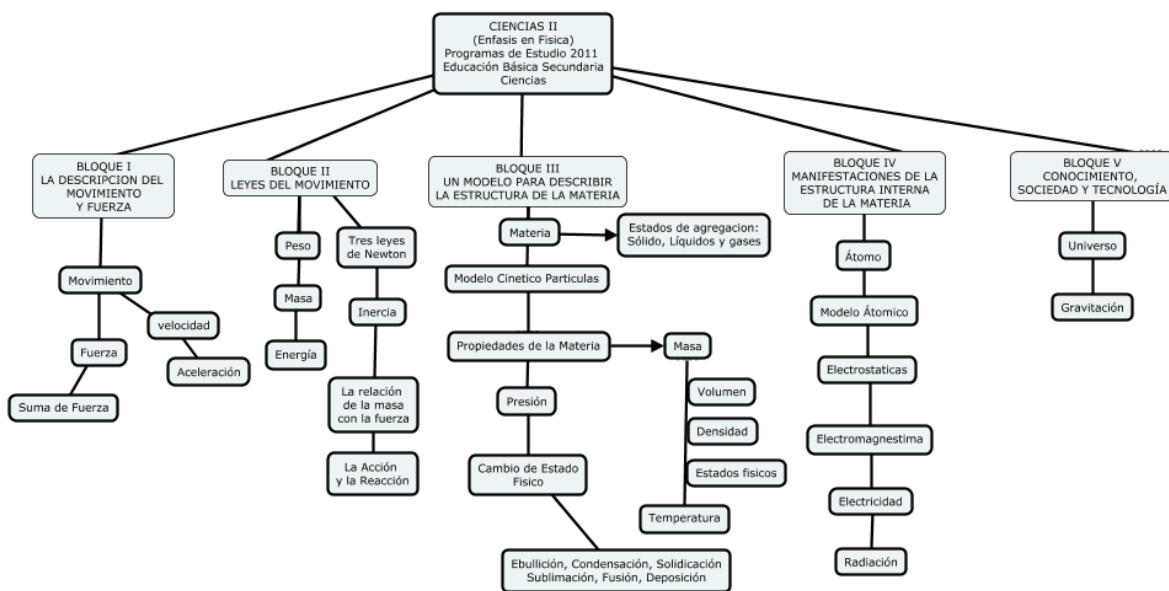 CIENCIAS II
(Enfasis en Fisica)
Programas de Estudio 2011
Educación Básica Secundaria
Ciencias
BLOQUE I
LA DESCRIPCION DEL
MOVIMIENTO
Y FUERZA
Movimiento
velocidad
Fuerza
Aceleración
Suma de Fuerza
BLOQUE II
LEYES DEL MOVIMIENTO
Peso
Masa
Energía
Tres leyes
de Newton
Inercia
La relación
de la masa
con la fuerza
La Acción
y la Reacción
BLOQUE III
UN MODELO PARA DESCRIBIR
LA ESTRUCTURA DE LA MATERIA
Materia
Estados de agregacion:
Sólido, Líquidos y gases
Modelo Cinetico Particulas
Propiedades de la Materia
Masa
Volumen
Densidad
Estados fisicos
Temperatura
Presión
Cambio de Estado
Fisico
Ebullición, Condensación, Solidicación
Sublimación, Fusión, Deposición
BLOQUE IV
MANIFESTACIONES DE LA
ESTRUCTURA INTERNA
DE LA MATERIA
Átomo
Modelo Átomico
Electrostaticas
Electromagnestima
Electricidad
Radiación
BLOQUE V
CONOCIMIENTO,
SOCIEDAD Y TECNOLOGÍA
Universo
Gravitación